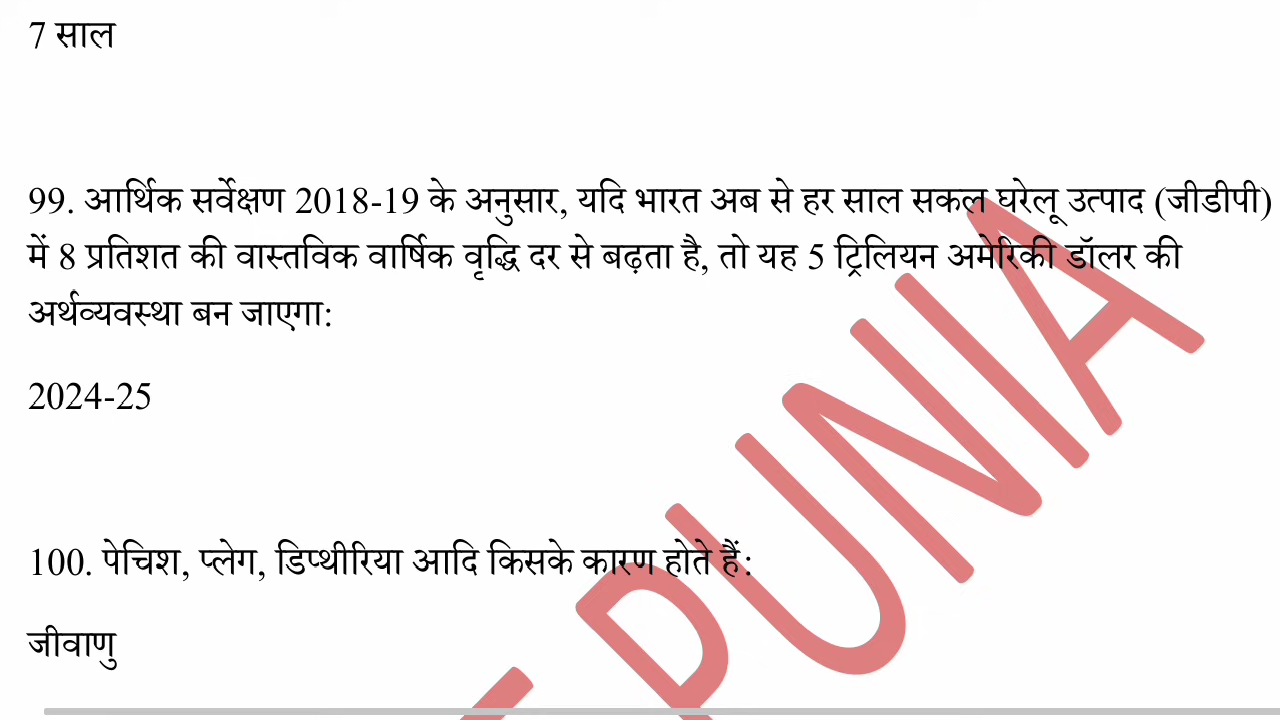 7 साल
99. आर्थिक सर्वेक्षण 2018-19 के अनुसार, यदि भारत अब से हर साल सकल घरेलू उत्पाद (जीडीपी)
में 8 प्रतिशत की वास्तविक वार्षिक वृद्धि दर से बढ़ता है, तो यह 5 ट्रिलियन अमेरिकी डॉलर की
अर्थव्यवस्था बन जाएगा:
2024-25
100. पेचिश, प्लेग, डिप्थीरिया आदि किसके कारण होते हैं:
जीवाणु
PUNIA